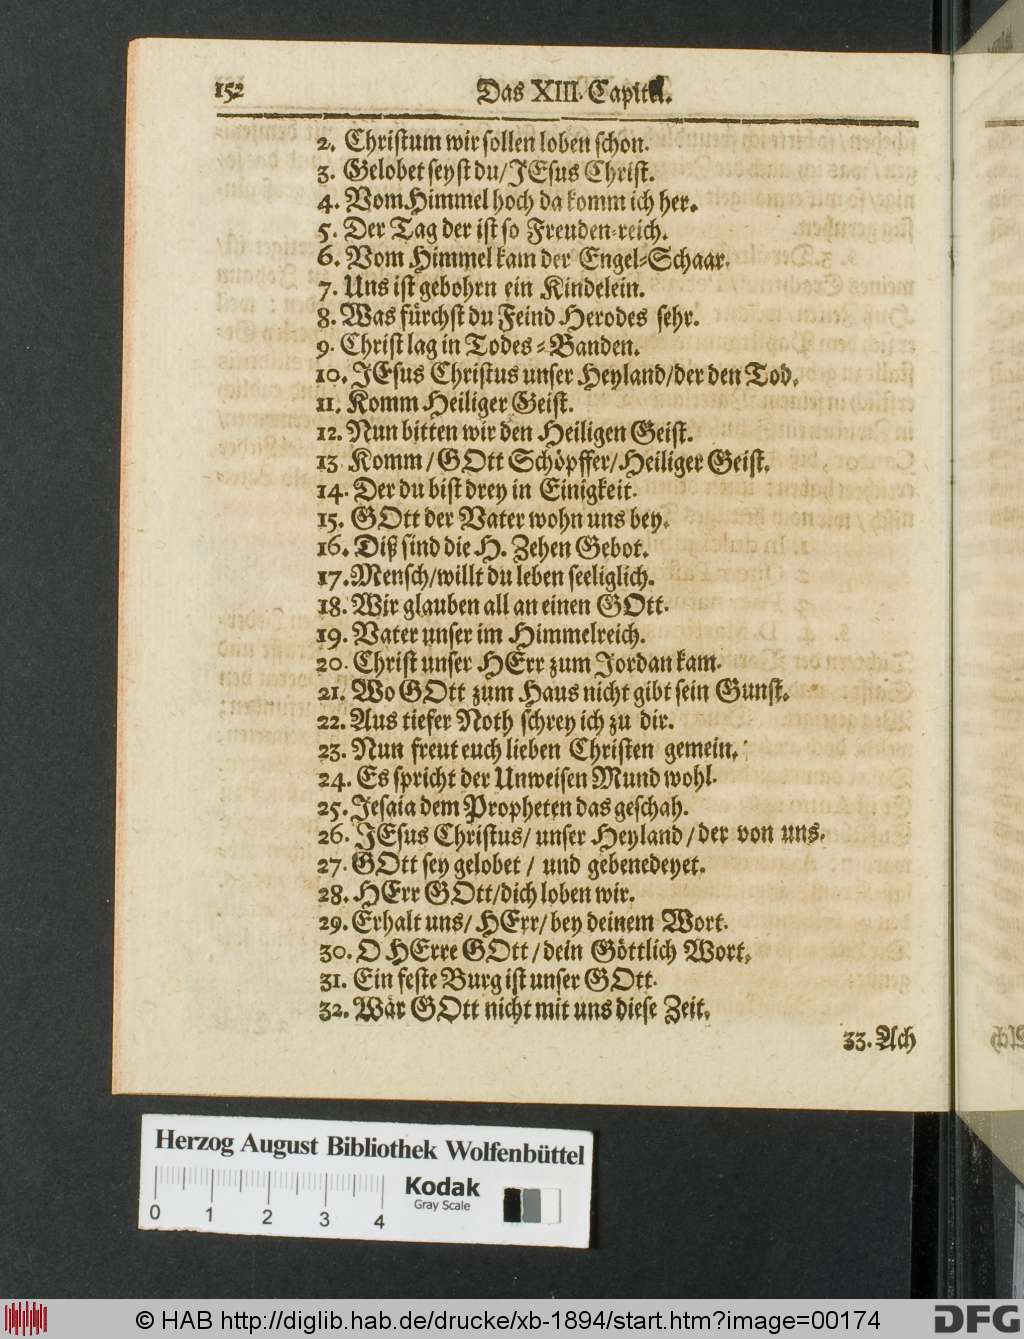 152 Das XIII. Capitel.
2. Christum wir sollen loben schon.
3. Gelobet seyst du/JEsus Christ.
4. Vom Himmel hoch da komm ich her.
5. Der Tag der ist so Freuden-reich.
6. Vom Himmel kam der Engel-Schaar.
7. Uns ist gebohrn ein Kindelein.
8. Was fürchst du Feind Herodes sehr.
9. Christ lag in Todes-Banden.
10. JEsus Christus unser Heyland/der den Tod.
11. Komm Heiliger Geist.
12. Nun bitten wir den Heiligen Geist.
13 Komm/GOtt Schöpffer/Heiliger Geist.
14. Der du bist drey in Einigkeit.
15. GOtt der Vater wohn uns bey.
16. Diß sind die H. Zehen Gebot.
17. Mensch/willt du leben seeliglich.
18. Wir glauben all an einen GOtt.
19. Vater unser im Himmelreich.
20. Christ unser HErr zum Jordan kam.
21. Wo GOtt zum Haus nicht gibt sein Gunst.
22. Aus tiefer Noth schrey ich zu dir.
23. Nun freut euch lieben Christen gemein.
24. Es spricht der Unweisen Mund wohl.
25. Jesaia dem Propheten das geschah.
26. JEsus Christus/ unser Heyland/der von uns.
27. GOtt sey gelobet/ und gebenedeyet.
28. HErr GOtt/dich loben wir.
29. Erhalt uns/ HErr/ bey deinem Wort.
30. O HErre GOtt/dein Göttlich Wort.
31. Ein feste Burg ist unser GOtt.
32. Wär GOtt nicht mit uns diese Zeit.
33. Ach
Herzog August Bibliothek Wolfenbüttel
Kodak
Gray Scale
0 1 2 3 4
© HAB http://diglib.hab.de/drucke/xb-1894/start.htm?image=00174
DFG